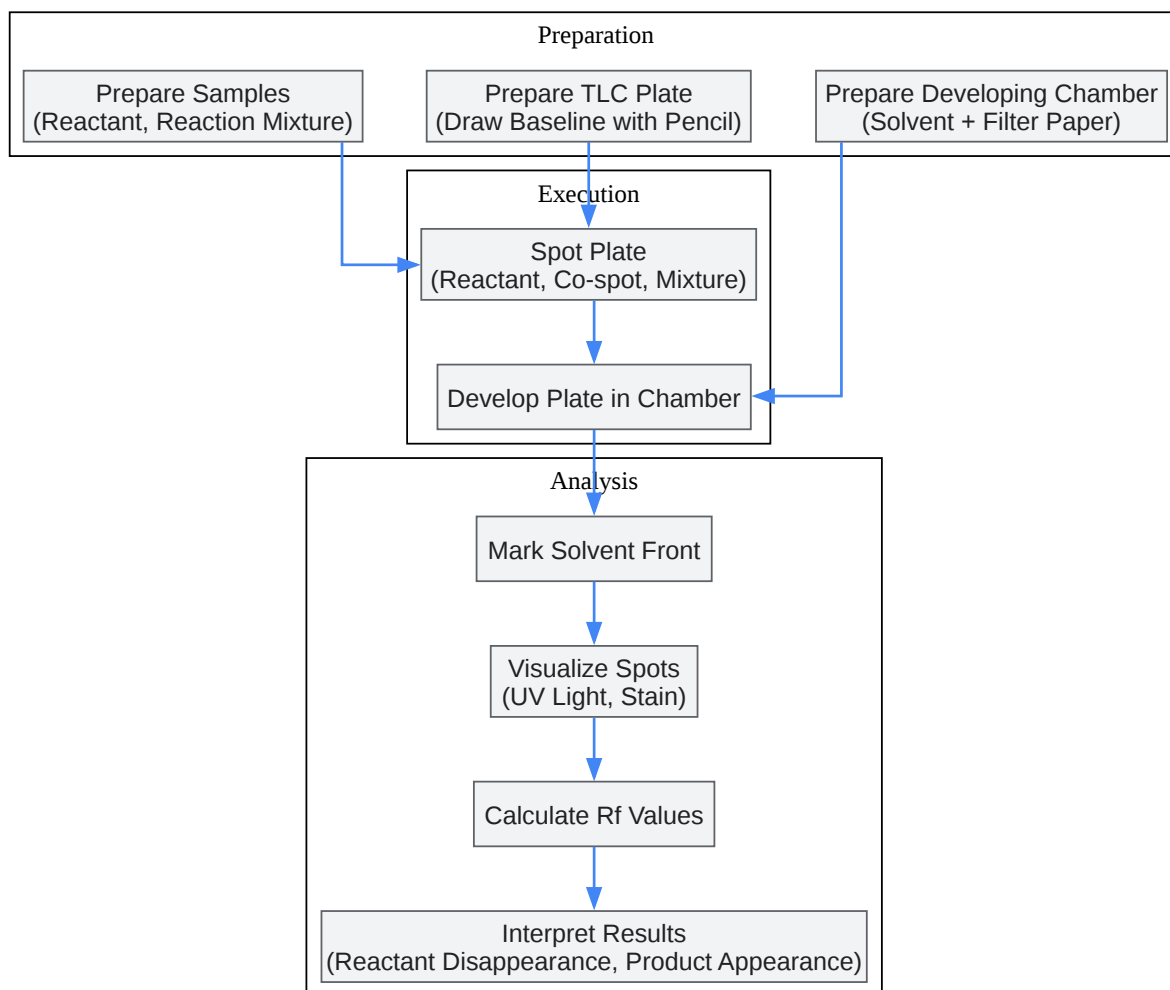 Preparation
Prepare Samples
(Reactant, Reaction Mixture)
Prepare TLC Plate
(Draw Baseline with Pencil)
Prepare Developing Chamber
(Solvent + Filter Paper)
Execution
Spot Plate
(Reactant, Co-spot, Mixture)
Develop Plate in Chamber
Analysis
Mark Solvent Front
Visualize Spots
(UV Light, Stain)
Calculate Rf Values
Interpret Results
(Reactant Disappearance, Product Appearance)